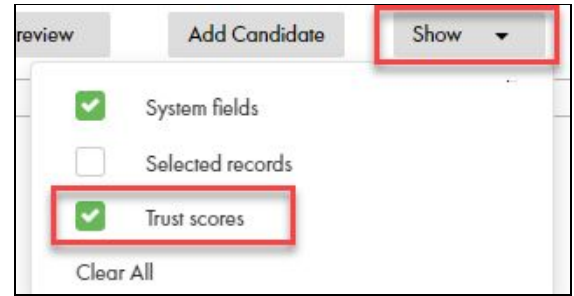 review Add Candidate Show
System fields
Selected records
Trust scores
Clear All